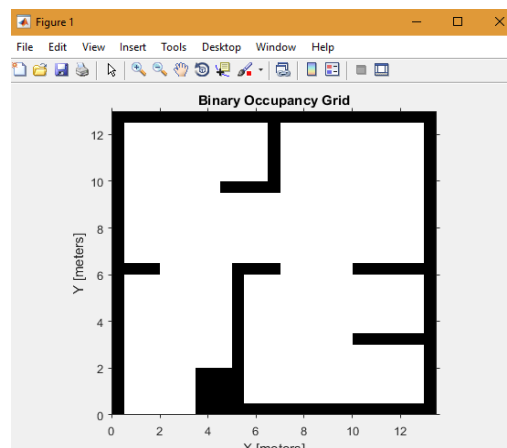 Figure 1
File Edit View Insert Tools Desktop Window Help
Binary Occupancy Grid
12
10
8
6
4
2
0
Y [meters]
0 2 4 6 8 10 12
X [meters]